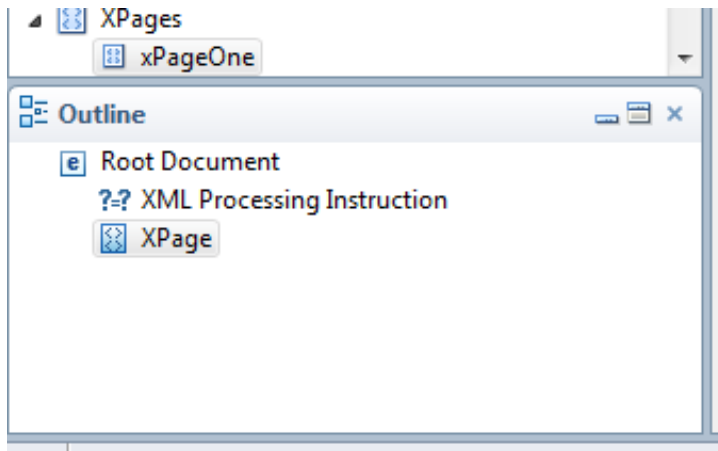 XPages
xPageOne
Outline
e Root Document
?=? XML Processing Instruction
XPage